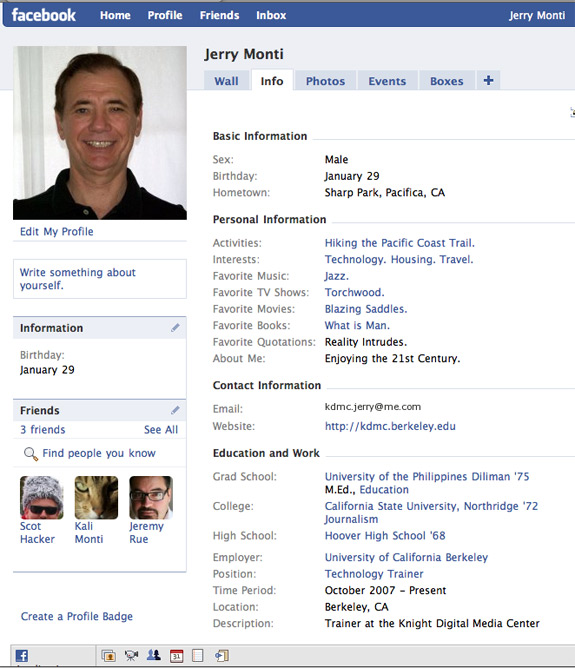 facebook Home Profile Friends Inbox Jerry Monti
Jerry Monti
Wall Info Photos Events Boxes +
Edit My Profile
Write something about
yourself.
Information
Birthday:
January 29
Friends
3 friends See All
Find people you know
Scot Hacker
Kali Monti
Jeremy Rue
Create a Profile Badge
Basic Information
Sex: Male
Birthday: January 29
Hometown: Sharp Park, Pacifica, CA
Personal Information
Activities: Hiking the Pacific Coast Trail.
Interests: Technology. Housing. Travel.
Favorite Music: Jazz.
Favorite TV Shows: Torchwood.
Favorite Movies: Blazing Saddles.
Favorite Books: What is Man.
Favorite Quotations: Reality Intrudes.
About Me: Enjoying the 21st Century.
Contact Information
Email: kdmc.jerry@me.com
Website: http://kdmc.berkeley.edu
Education and Work
Grad School: University of the Philippines Diliman '75
M.Ed., Education
College: California State University, Northridge '72
Journalism
High School: Hoover High School '68
Employer: University of California Berkeley
Position: Technology Trainer
Time Period: October 2007 - Present
Location: Berkeley, CA
Description: Trainer at the Knight Digital Media Center
31